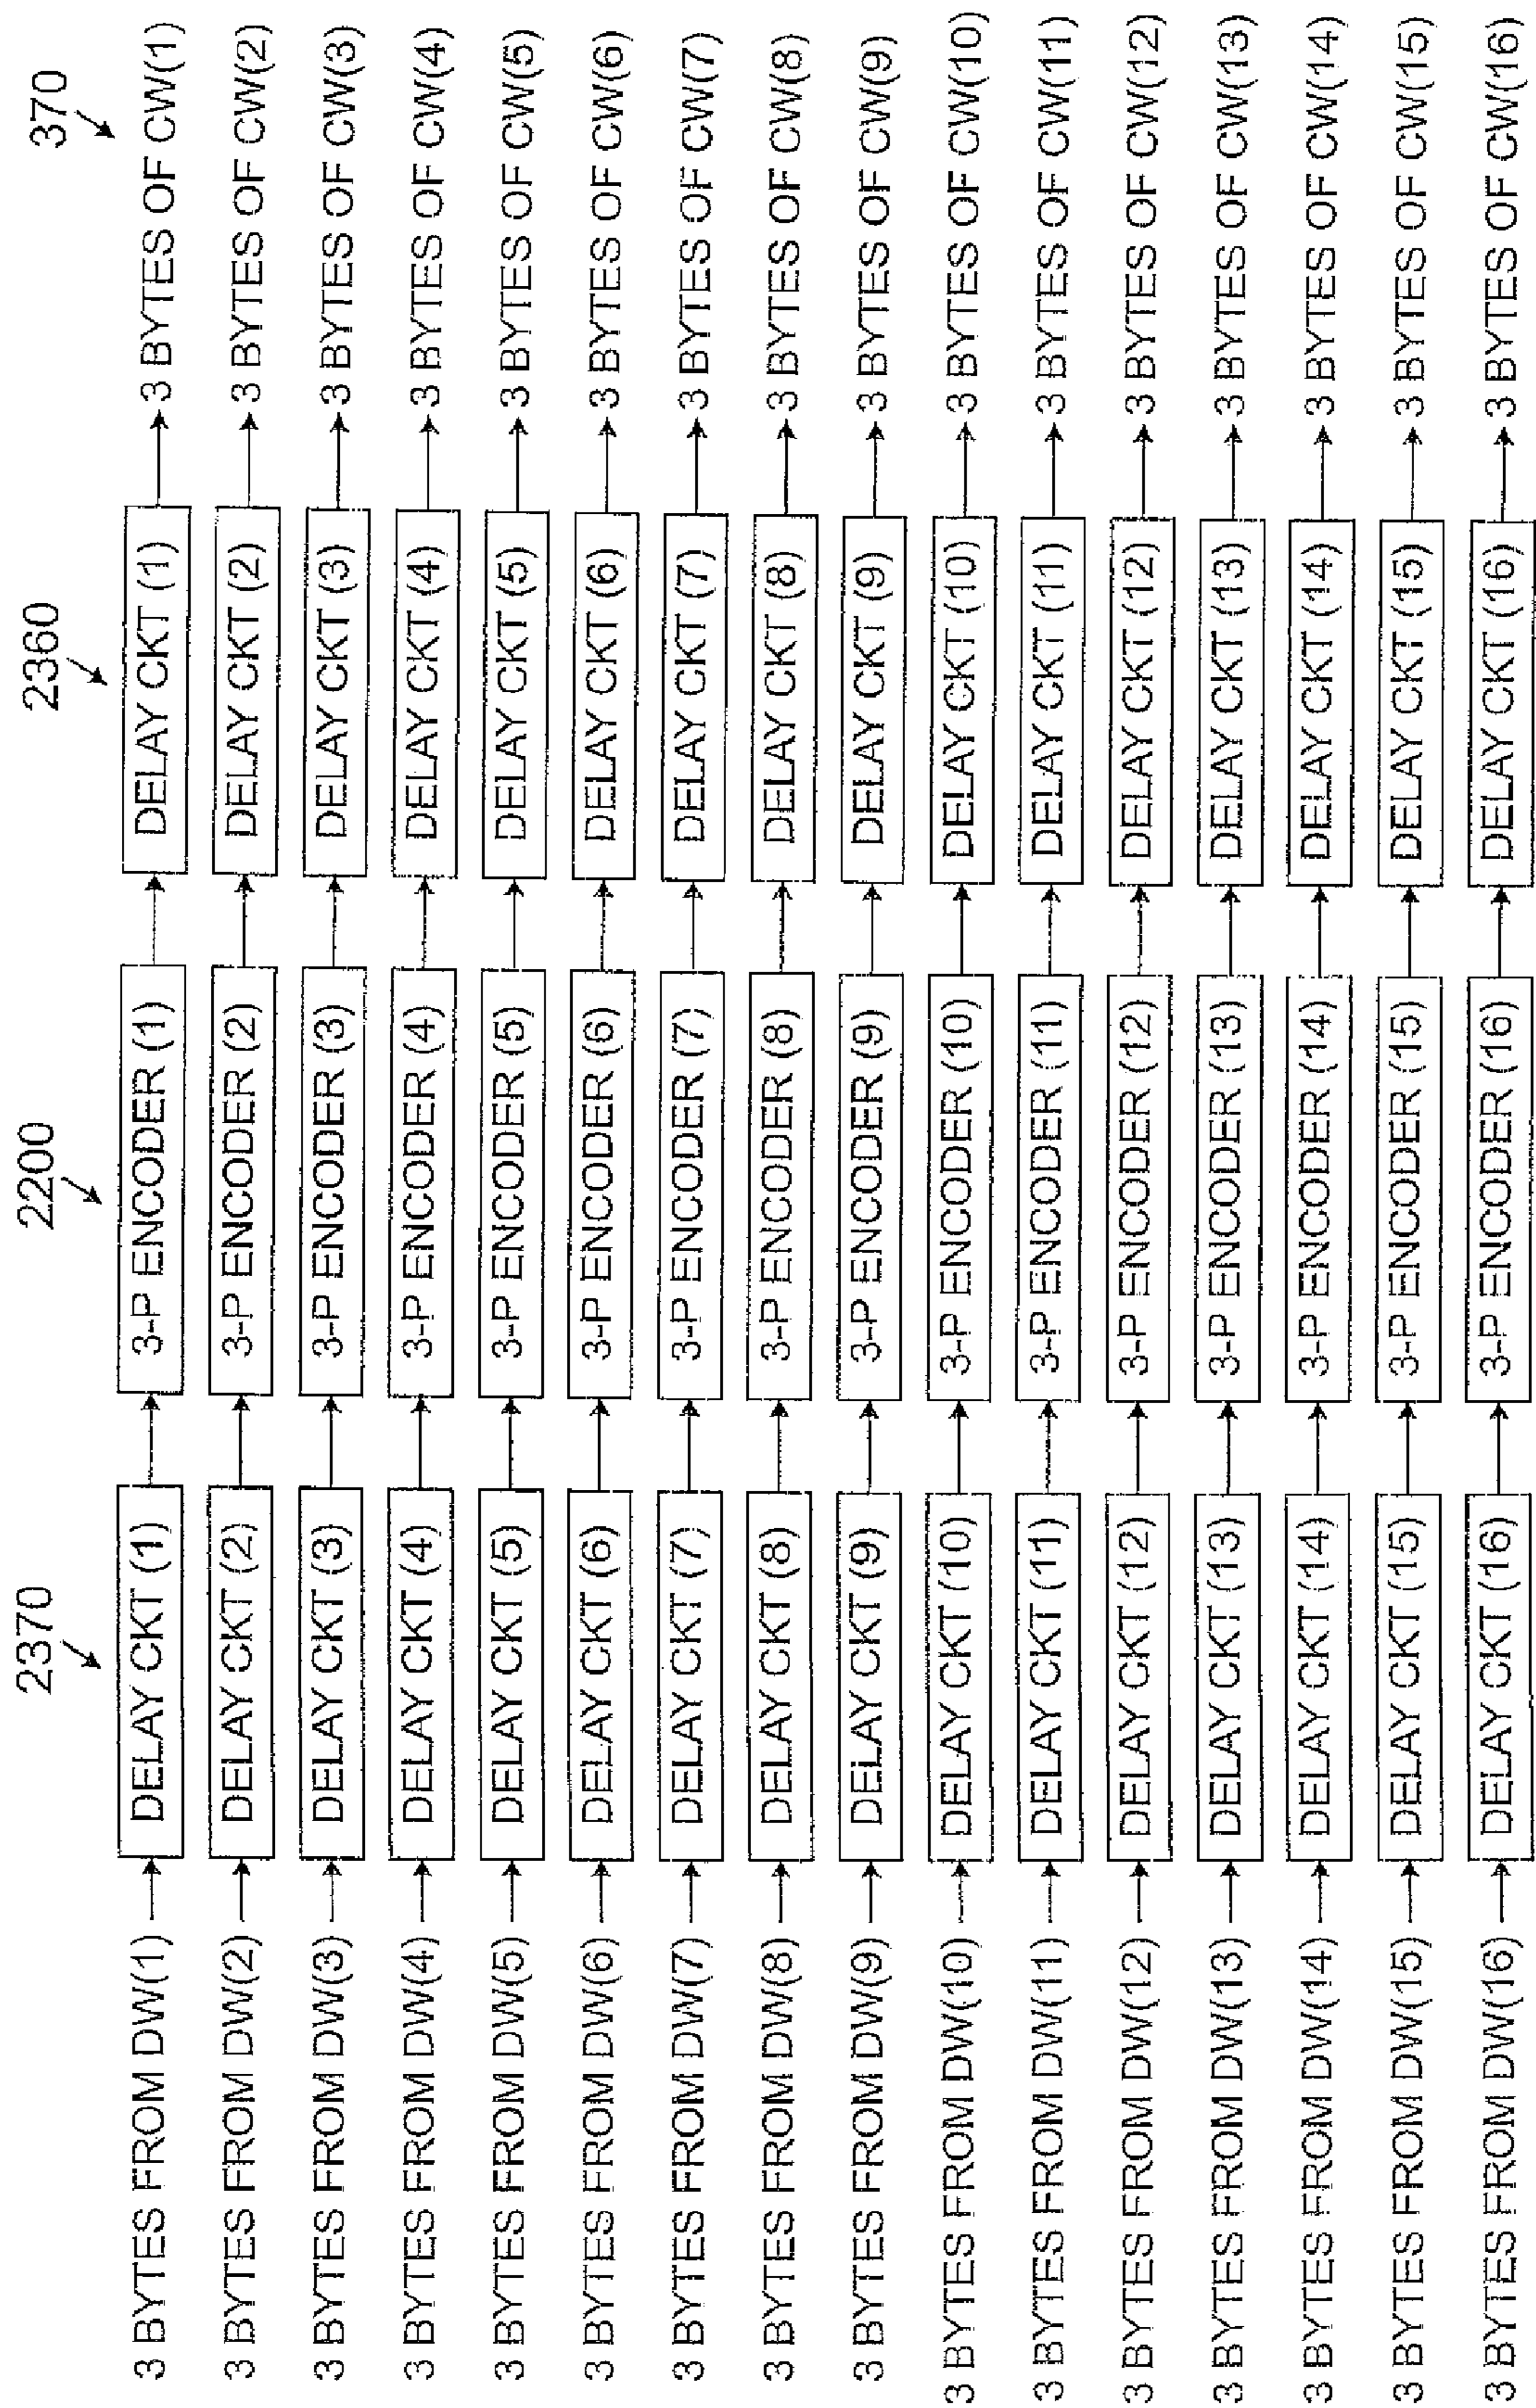 2370 2200 2360 370
3 BYTES FROM DW(1) DELAY CKT (1) 3-P ENCODER (1) DELAY CKT (1) 3 BYTES OF CW(1)
3 BYTES FROM DW(2) DELAY CKT (2) 3-P ENCODER (2) DELAY CKT (2) 3 BYTES OF CW(2)
3 BYTES FROM DW(3) DELAY CKT (3) 3-P ENCODER (3) DELAY CKT (3) 3 BYTES OF CW(3)
3 BYTES FROM DW(4) DELAY CKT (4) 3-P ENCODER (4) DELAY CKT (4) 3 BYTES OF CW(4)
3 BYTES FROM DW(5) DELAY CKT (5) 3-P ENCODER (5) DELAY CKT (5) 3 BYTES OF CW(5)
3 BYTES FROM DW(6) DELAY CKT (6) 3-P ENCODER (6) DELAY CKT (6) 3 BYTES OF CW(6)
3 BYTES FROM DW(7) DELAY CKT (7) 3-P ENCODER (7) DELAY CKT (7) 3 BYTES OF CW(7)
3 BYTES FROM DW(8) DELAY CKT (8) 3-P ENCODER (8) DELAY CKT (8) 3 BYTES OF CW(8)
3 BYTES FROM DW(9) DELAY CKT (9) 3-P ENCODER (9) DELAY CKT (9) 3 BYTES OF CW(9)
3 BYTES FROM DW(10) DELAY CKT (10) 3-P ENCODER (10) DELAY CKT (10) 3 BYTES OF CW(10)
3 BYTES FROM DW(11) DELAY CKT (11) 3-P ENCODER (11) DELAY CKT (11) 3 BYTES OF CW(11)
3 BYTES FROM DW(12) DELAY CKT (12) 3-P ENCODER (12) DELAY CKT (12) 3 BYTES OF CW(12)
3 BYTES FROM DW(13) DELAY CKT (13) 3-P ENCODER (13) DELAY CKT (13) 3 BYTES OF CW(13)
3 BYTES FROM DW(14) DELAY CKT (14) 3-P ENCODER (14) DELAY CKT (14) 3 BYTES OF CW(14)
3 BYTES FROM DW(15) DELAY CKT (15) 3-P ENCODER (15) DELAY CKT (15) 3 BYTES OF CW(15)
3 BYTES FROM DW(16) DELAY CKT (16) 3-P ENCODER (16) DELAY CKT (16) 3 BYTES OF CW(16)